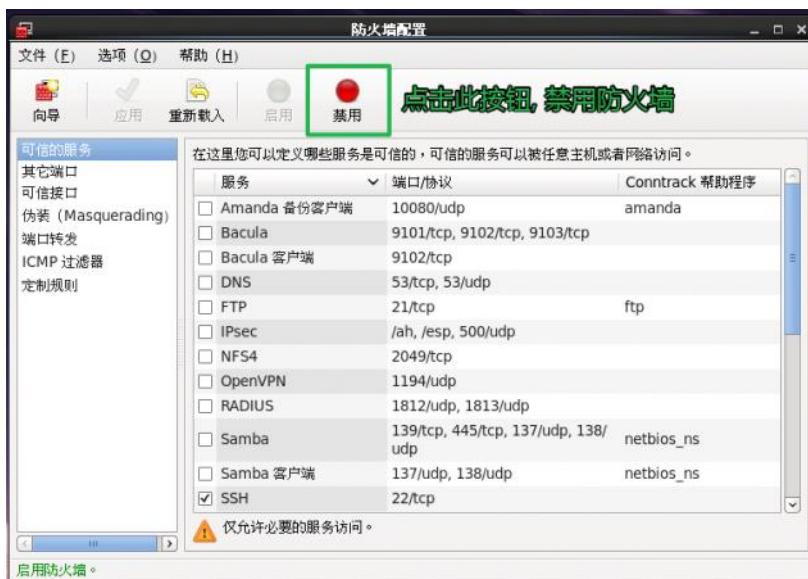 防火墙配置
文件 (F) 选项 (O) 帮助 (H)
向导 应用 重新载入 启用 禁用 点击此按钮, 禁用防火墙
可信的服务
其它端口
可信接口
伪装 (Masquerading)
端口转发
ICMP 过滤器
定制规则
在这里您可以定义哪些服务是可信的,可信的服务可以被任意主机或者网络访问。
服务 端口/协议 Conntrack 帮助程序
Amanda 备份客户端 10080/udp amanda
Bacula 9101/tcp, 9102/tcp, 9103/tcp
Bacula 客户端 9102/tcp
DNS 53/tcp, 53/udp
FTP 21/tcp ftp
IPsec /ah, /esp, 500/udp
NFS4 2049/tcp
OpenVPN 1194/udp
RADIUS 1812/udp, 1813/udp
Samba 139/tcp, 445/tcp, 137/udp, 138/
udp netbios_ns
Samba 客户端 137/udp, 138/udp netbios_ns
SSH 22/tcp
仅允许必要的服务访问。
启用防火墙。